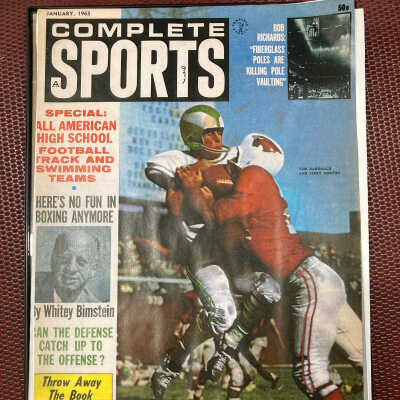 JANUARY, 1963
50¢
COMPLETE
SPORTS
BOB
RICHARDS:
"FIBERGLASS
POLES ARE
KILLING POLE
VAULTING"
SPECIAL:
ALL AMERICAN
HIGH SCHOOL
FOOTBALL
TRACK AND
SWIMMING
TEAMS
HERE'S NO FUN IN
BOXING ANYMORE
By Whitey Bimstein
CAN THE DEFENSE
CATCH UP TO
THE OFFENSE?
Throw Away
The Book